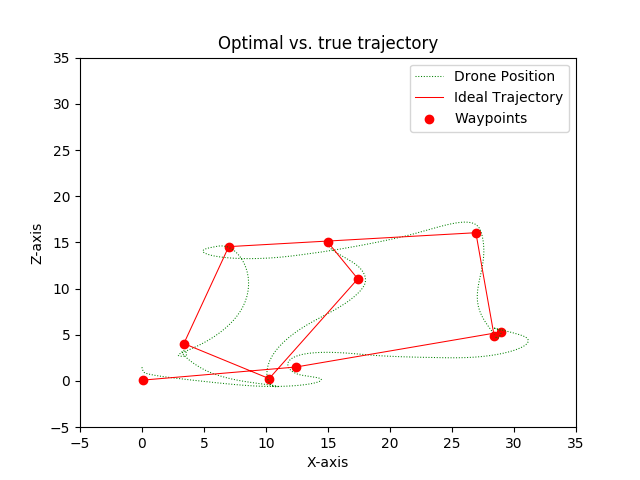 Optimal vs. true trajectory
35
30
25
20
15
10
5
0
−5
Z-axis
Drone Position
Ideal Trajectory
Waypoints
−5 0 5 10 15 20 25 30 35
X-axis